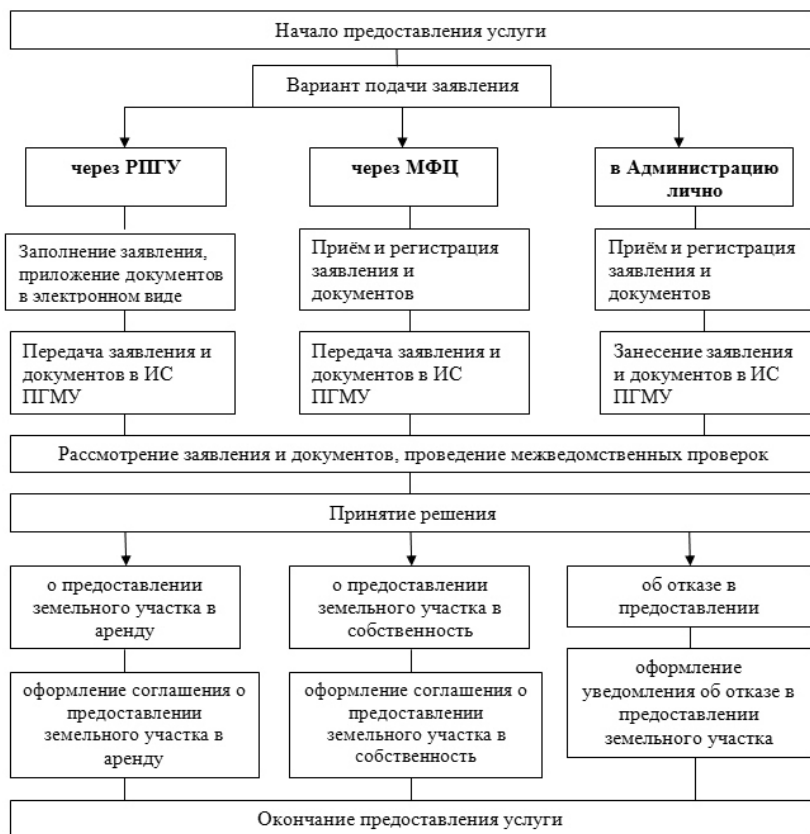 Начало предоставления услуги
Вариант подачи заявления
через РПГУ
через МФЦ
в Администрацию
лично
Заполнение заявления,
приложение документов
в электронном виде
Приём и регистрация
заявления и
документов
Приём и регистрация
заявления и
документов
Передача заявления и
документов в ИС
ПГМУ
Передача заявления и
документов в ИС
ПГМУ
Занесение заявления
и документов в ИС
ПГМУ
Рассмотрение заявления и документов, проведение межведомственных проверок
Принятие решения
о предоставлении
земельного участка в
аренду
о предоставлении
земельного участка в
собственность
об отказе в
предоставлении
оформление соглашения о
предоставлении
земельного участка в
аренду
оформление соглашения о
предоставлении
земельного участка в
собственность
оформление
уведомления об отказе в
предоставлении
земельного участка
Окончание предоставления услуги